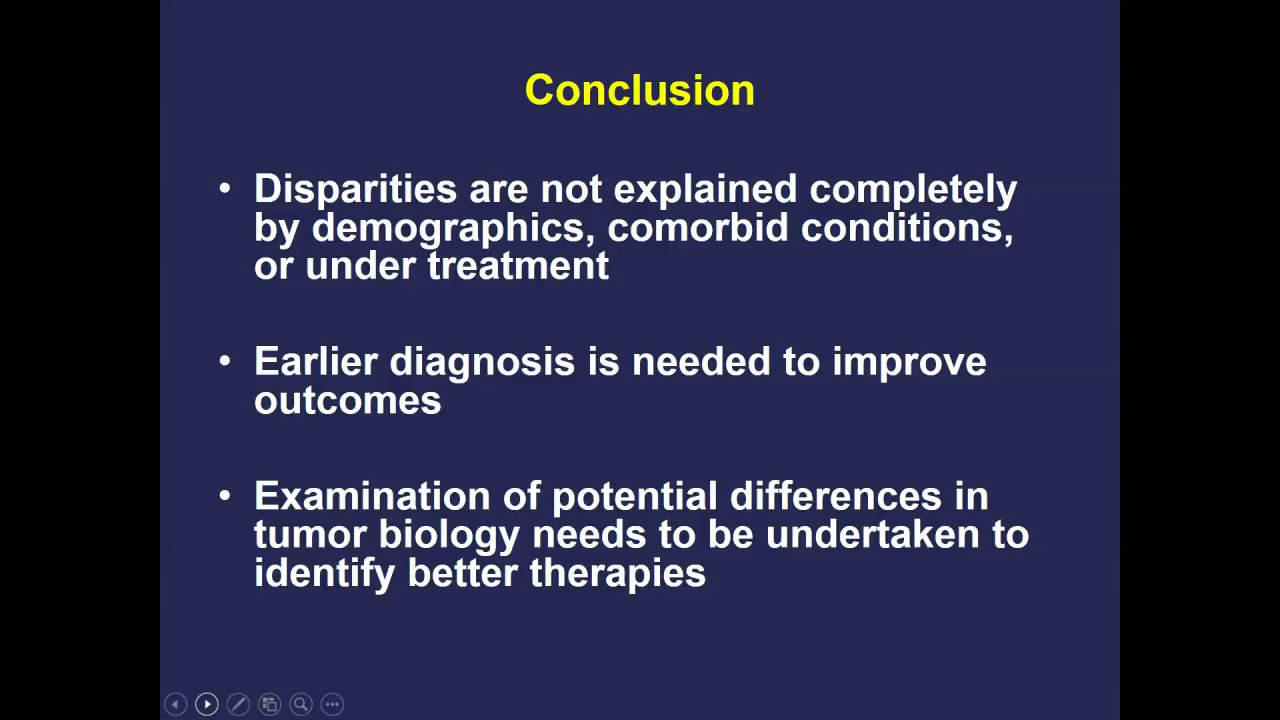 Conclusion
• Disparities are not explained completely
by demographics, comorbid conditions,
or under treatment
• Earlier diagnosis is needed to improve
outcomes
• Examination of potential differences in
tumor biology needs to be undertaken to
identify better therapies